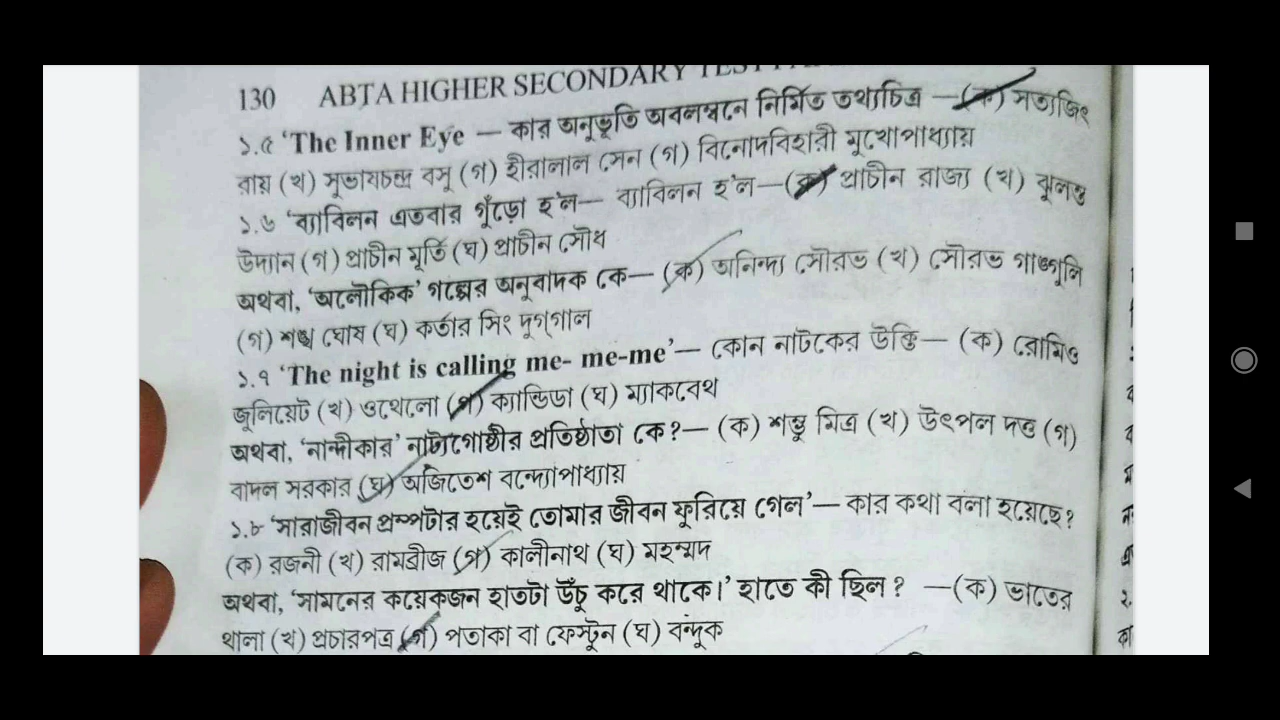 130 ABTA HIGHER SECONDARY TEST
১.৫ ‘The Inner Eye — কার অনুভূতি অবলম্বনে নির্মিত তথ্যচিত্র —(ক) সত্যজিৎ
রায় (খ) সুভাষচন্দ্র বসু (গ) হীরালাল সেন (গ) বিনোদবিহারী মুখোপাধ্যায়
১.৬ ‘ব্যাবিলন এতবার গুঁড়ো হ'ল— ব্যাবিলন হ'ল—(ক) প্রাচীন রাজ্য (খ) ঝুলন্ত
উদ্যান (গ) প্রাচীন মূর্তি (ঘ) প্রাচীন সৌধ
অথবা, ‘অলৌকিক’ গল্পের অনুবাদক কে— (ক) অনিন্দ্য সৌরভ (খ) সৌরভ গাঙ্গুলি
(গ) শঙ্খ ঘোষ (ঘ) কর্তার সিং দুগ্‌গাল
১.৭ ‘The night is calling me- me-me’— কোন নাটকের উক্তি— (ক) রোমিও
জুলিয়েট (খ) ওথেলো (গ) ক্যান্ডিডা (ঘ) ম্যাকবেথ
অথবা, ‘নান্দীকার’ নাট্যগোষ্ঠীর প্রতিষ্ঠাতা কে?— (ক) শম্ভু মিত্র (খ) উৎপল দত্ত (গ)
বাদল সরকার (ঘ) অজিতেশ বন্দ্যোপাধ্যায়
১.৮ ‘সারাজীবন প্রম্পটার হয়েই তোমার জীবন ফুরিয়ে গেল’— কার কথা বলা হয়েছে?
(ক) রজনী (খ) রামব্রীজ (গ) কালীনাথ (ঘ) মহম্মদ
অথবা, ‘সামনের কয়েকজন হাতটা উঁচু করে থাকে।’ হাতে কী ছিল? —(ক) ভাতের
থালা (খ) প্রচারপত্র (গ) পতাকা বা ফেস্টুন (ঘ) বন্দুক